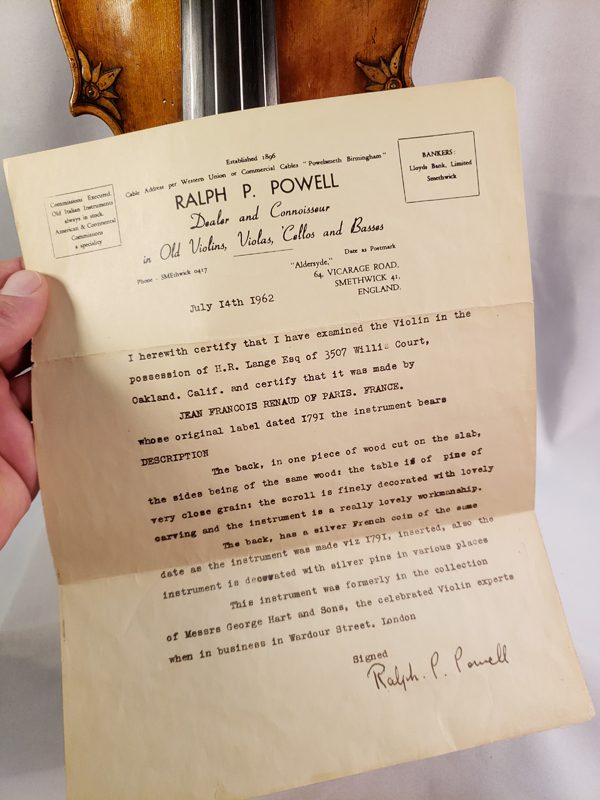 Established 1896
Cable Address per Western Union or Commercial Cables "Powelsmeth Birmingham"
Commissions Executed.
Old Italian Instruments
always in stock.
American & Continental
Commissions
a speciality
BANKERS:
Lloyds Bank, Limited
Smethwick
RALPH P. POWELL
Dealer and Connoisseur
in Old Violins, Violas, 'Cellos and Basses
Phone - SMEthwick 0417
Date as Postmark
"Aldersyde,"
64, VICARAGE ROAD,
SMETHWICK 41,
ENGLAND.
July I4th I962
I herewith certify that I have examined the Violin in the
possession of H.R. Lange Esq of 3507 Willis Court,
Oakland. Calif. and certify that it was made by
JEAN FRANCOIS RENAUD OF PARIS. FRANCE.
whose original label dated I79I the instrument bears
DESCRIPTION
The back, in one piece of wood cut on the slab,
the sides being of the same wood: the table is of pine of
very close grain: the scroll is finely decorated with lovely
carving and the instrument is a really lovely workmanship.
The back, has a silver French coin of the same
date as the instrument was made viz I79I, inserted, also the
instrument is decorated with silver pins in various places
This instrument was formerly in the collection
of Messrs George Hart and Sons, the celebrated Violin experts
when in business in Wardour Street. London
Signed
Ralph. P. Powell